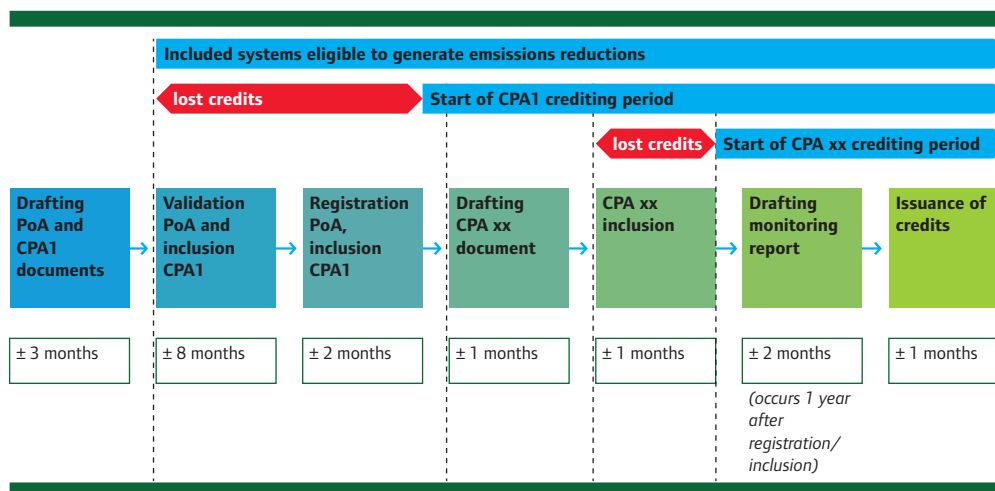 Included systems eligible to generate emsissions reductions
lost credits
Start of CPA1 crediting period
lost credits
Start of CPA xx crediting period
Drafting
PoA and
CPA1
documents
Validation
PoA and
inclusion
CPA1
Registration
PoA,
inclusion
CPA1
Drafting
CPA xx
document
CPA xx
inclusion
Drafting
monitoring
report
Issuance of
credits
± 3 months
± 8 months
± 2 months
± 1 months
± 1 months
± 2 months
± 1 months
(occurs 1 year
after
registration/
inclusion)